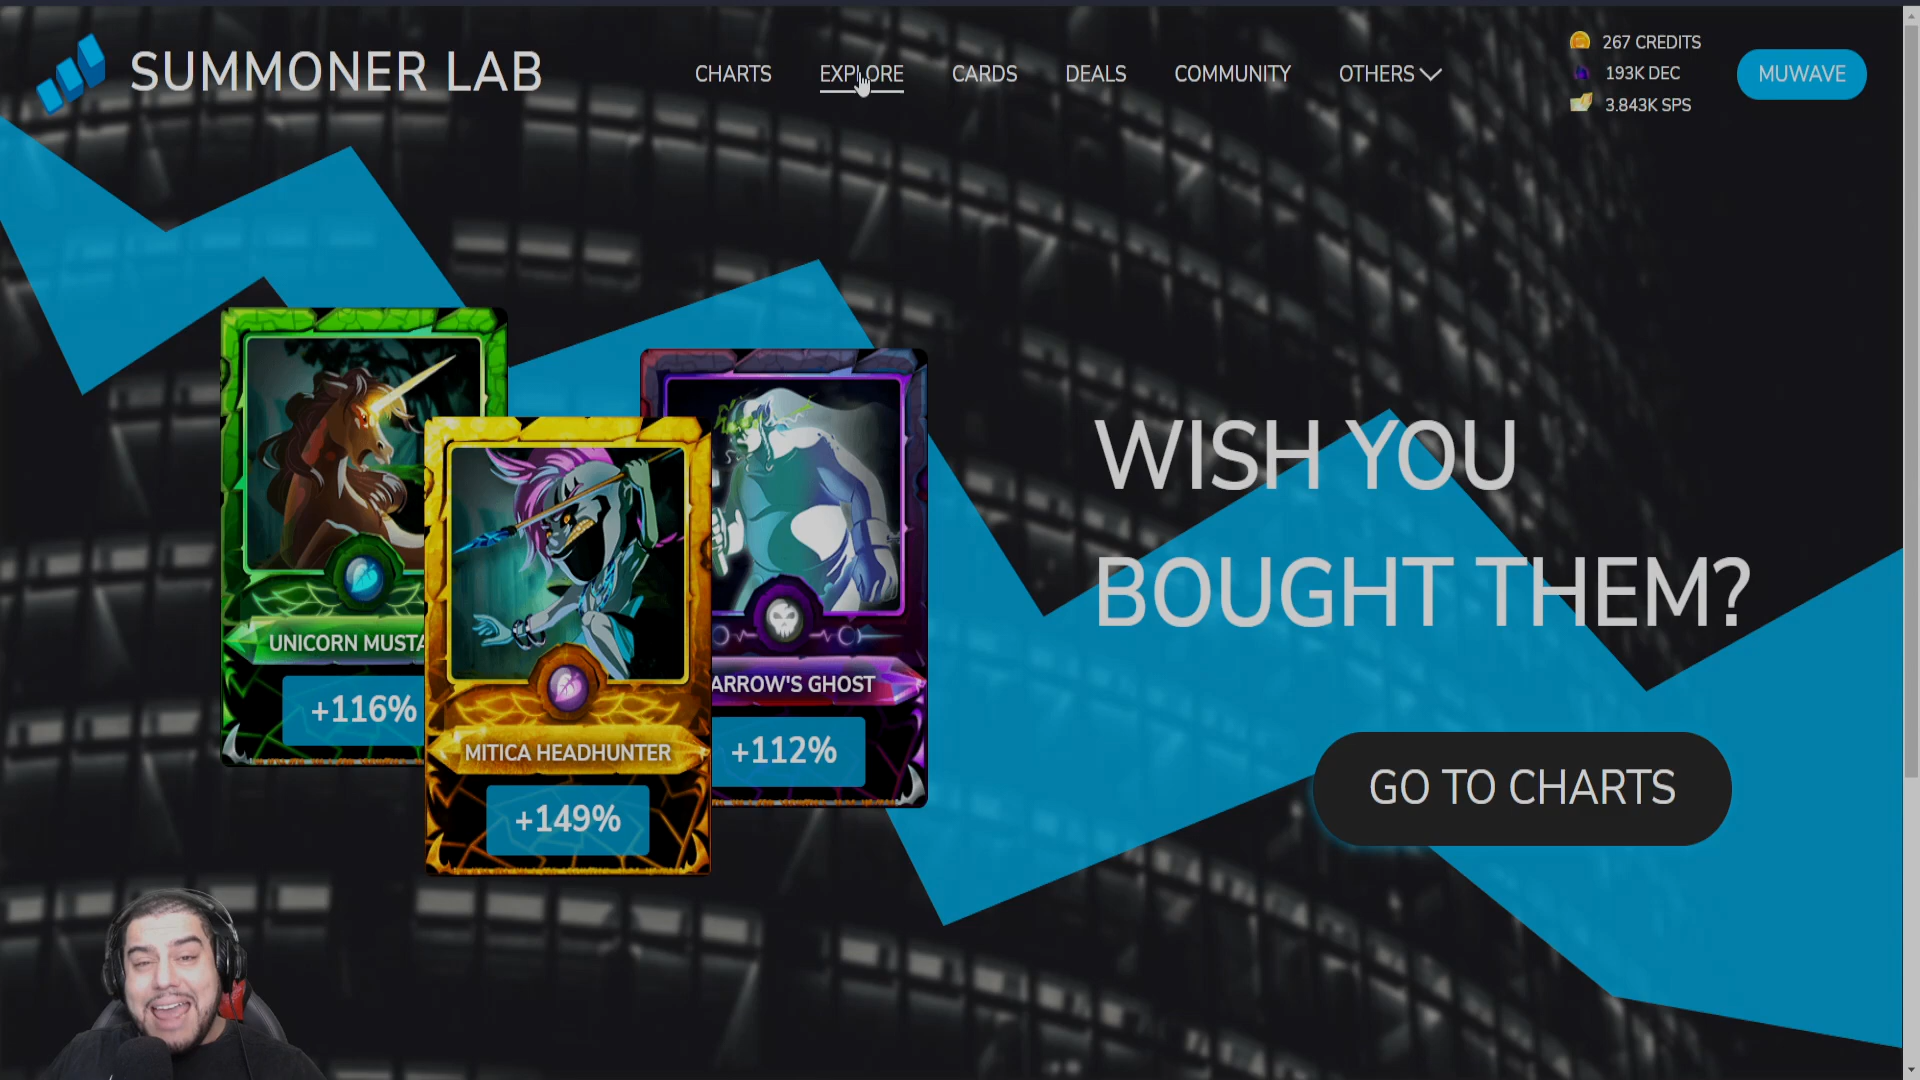 SUMMONER LAB
CHARTS
EXPLORE
CARDS
DEALS
COMMUNITY
OTHERS
267 CREDITS
193K DEC
3.843K SPS
MUWAVE
WISH YOU
BOUGHT THEM?
GO TO CHARTS
UNICORN MUSTA
+116%
MITICA HEADHUNTER
+149%
ARROW'S GHOST
+112%